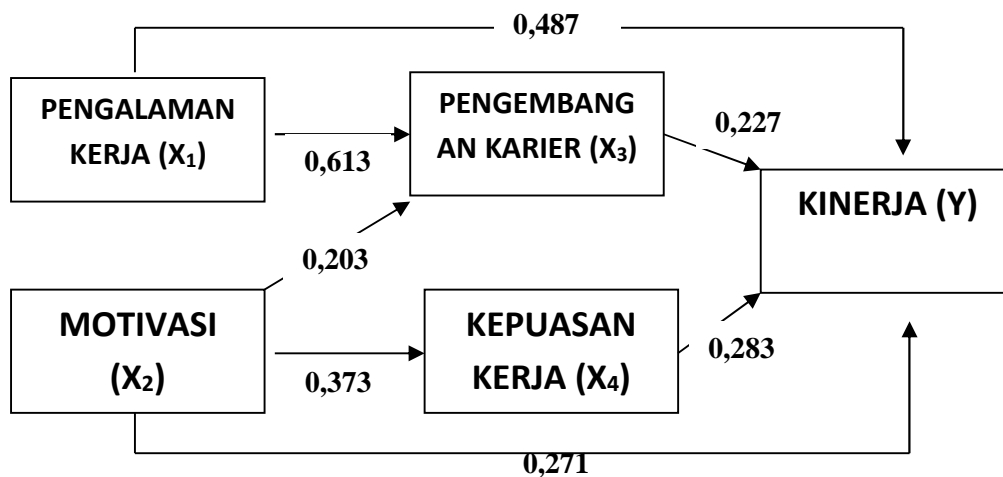 0,487
PENGALAMAN
KERJA (X₁)
0,613
PENGEMBANG
AN KARIER (X₃)
0,227
KINERJA (Y)
0,203
MOTIVASI
(X₂)
0,373
KEPUASAN
KERJA (X₄)
0,283
0,271